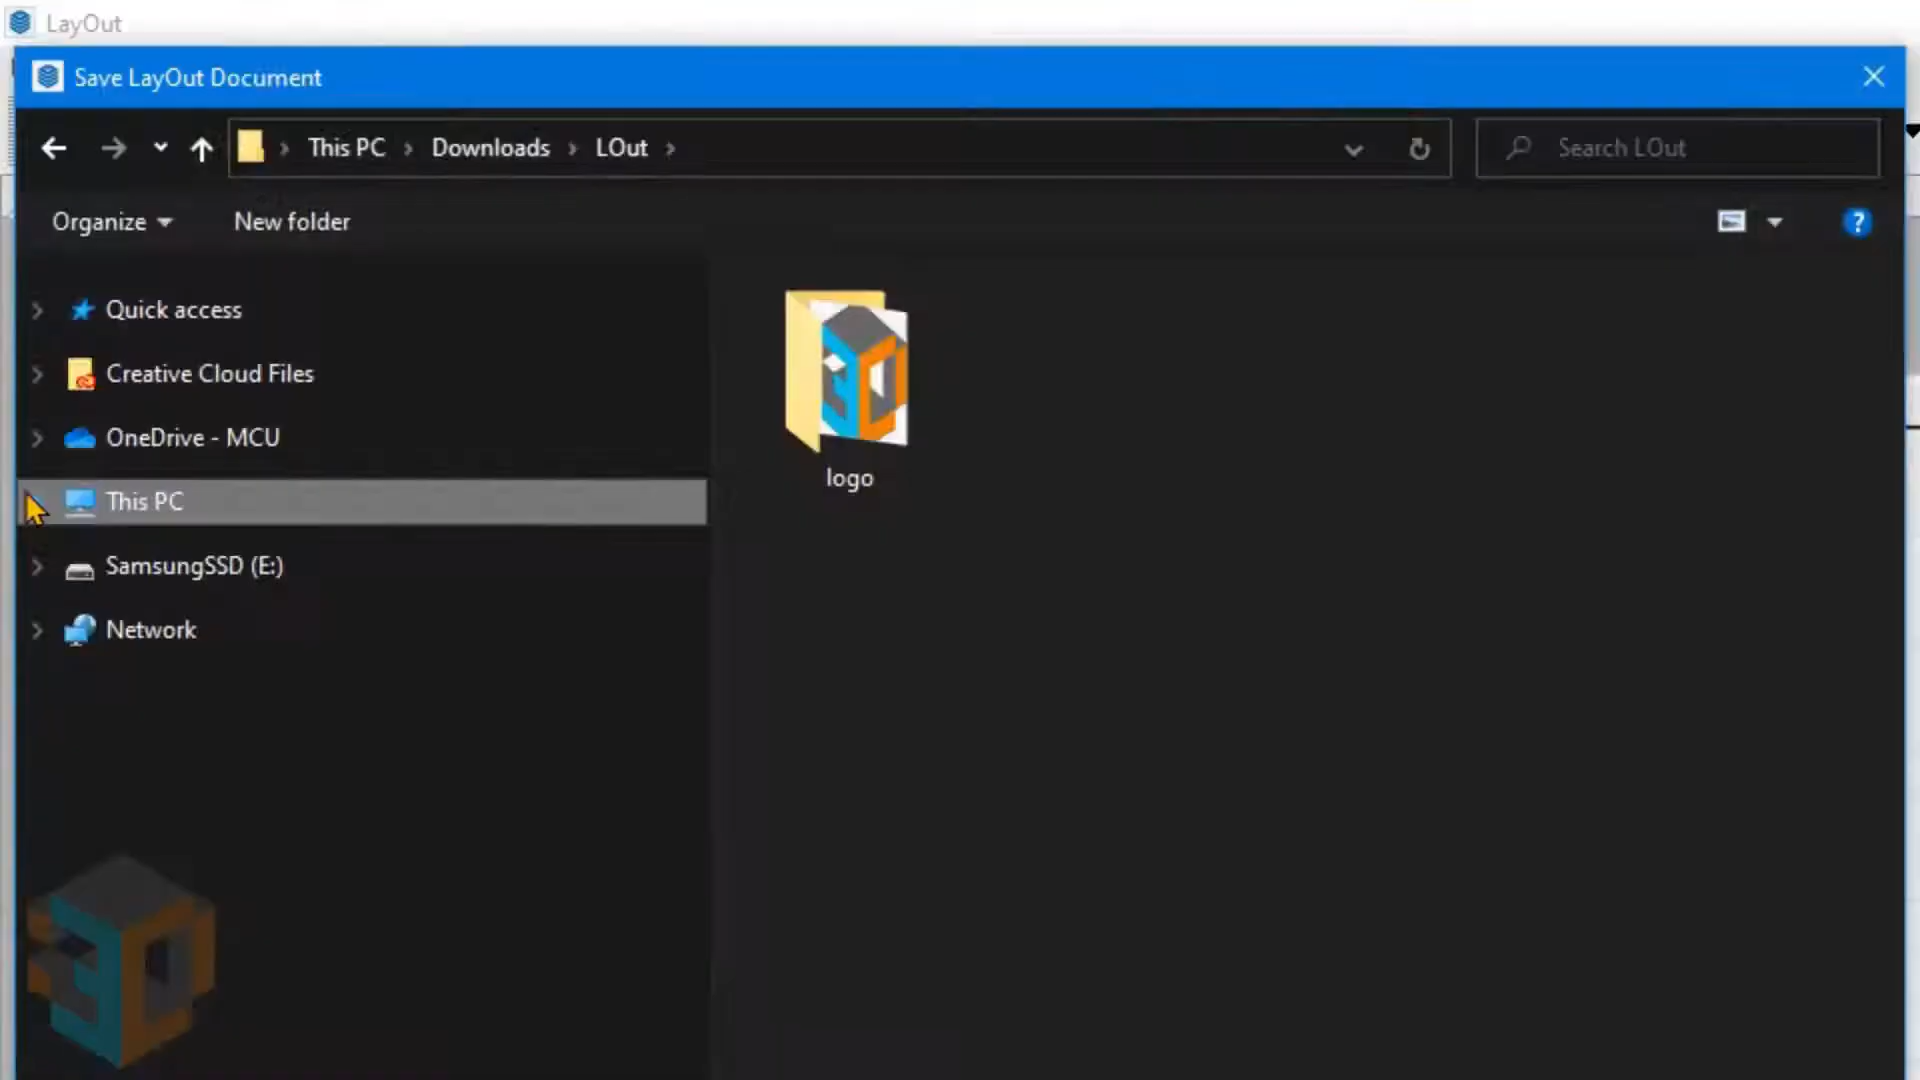 LayOut
Save LayOut Document
This PC Downloads LOut
Search LOut
Organize New folder
?
Quick access
Creative Cloud Files
OneDrive - MCU
This PC
SamsungSSD (E:)
Network
logo